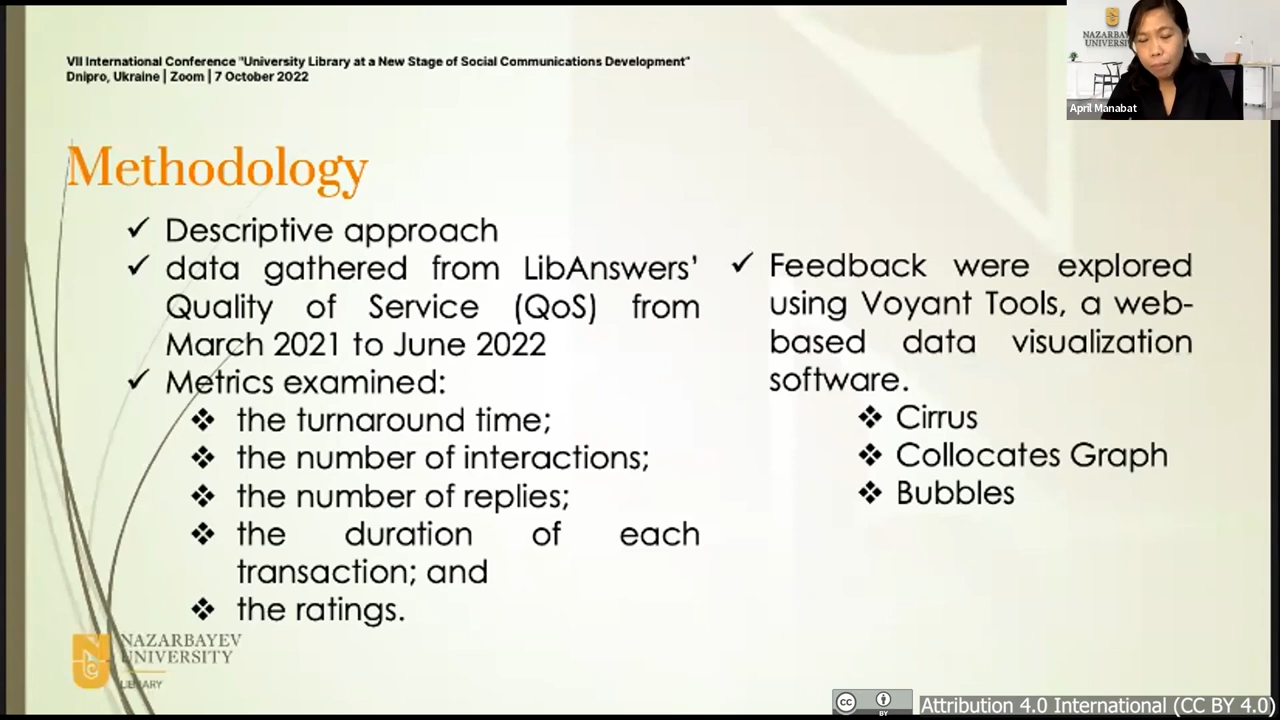 VII International Conference "University Library at a New Stage of Social Communications Development"
Dnipro, Ukraine | Zoom | 7 October 2022
NAZARBAYEV
UNIVERSITY
April Manabat
Methodology
✓ Descriptive approach
✓ data gathered from LibAnswers’
Quality of Service (QoS) from
March 2021 to June 2022
✓ Metrics examined:
❖ the turnaround time;
❖ the number of interactions;
❖ the number of replies;
❖ the duration of each
transaction; and
❖ the ratings.
✓ Feedback were explored
using Voyant Tools, a web-
based data visualization
software.
❖ Cirrus
❖ Collocates Graph
❖ Bubbles
NAZARBAYEV
UNIVERSITY
LIBRARY
cc BY
Attribution 4.0 International (CC BY 4.0)